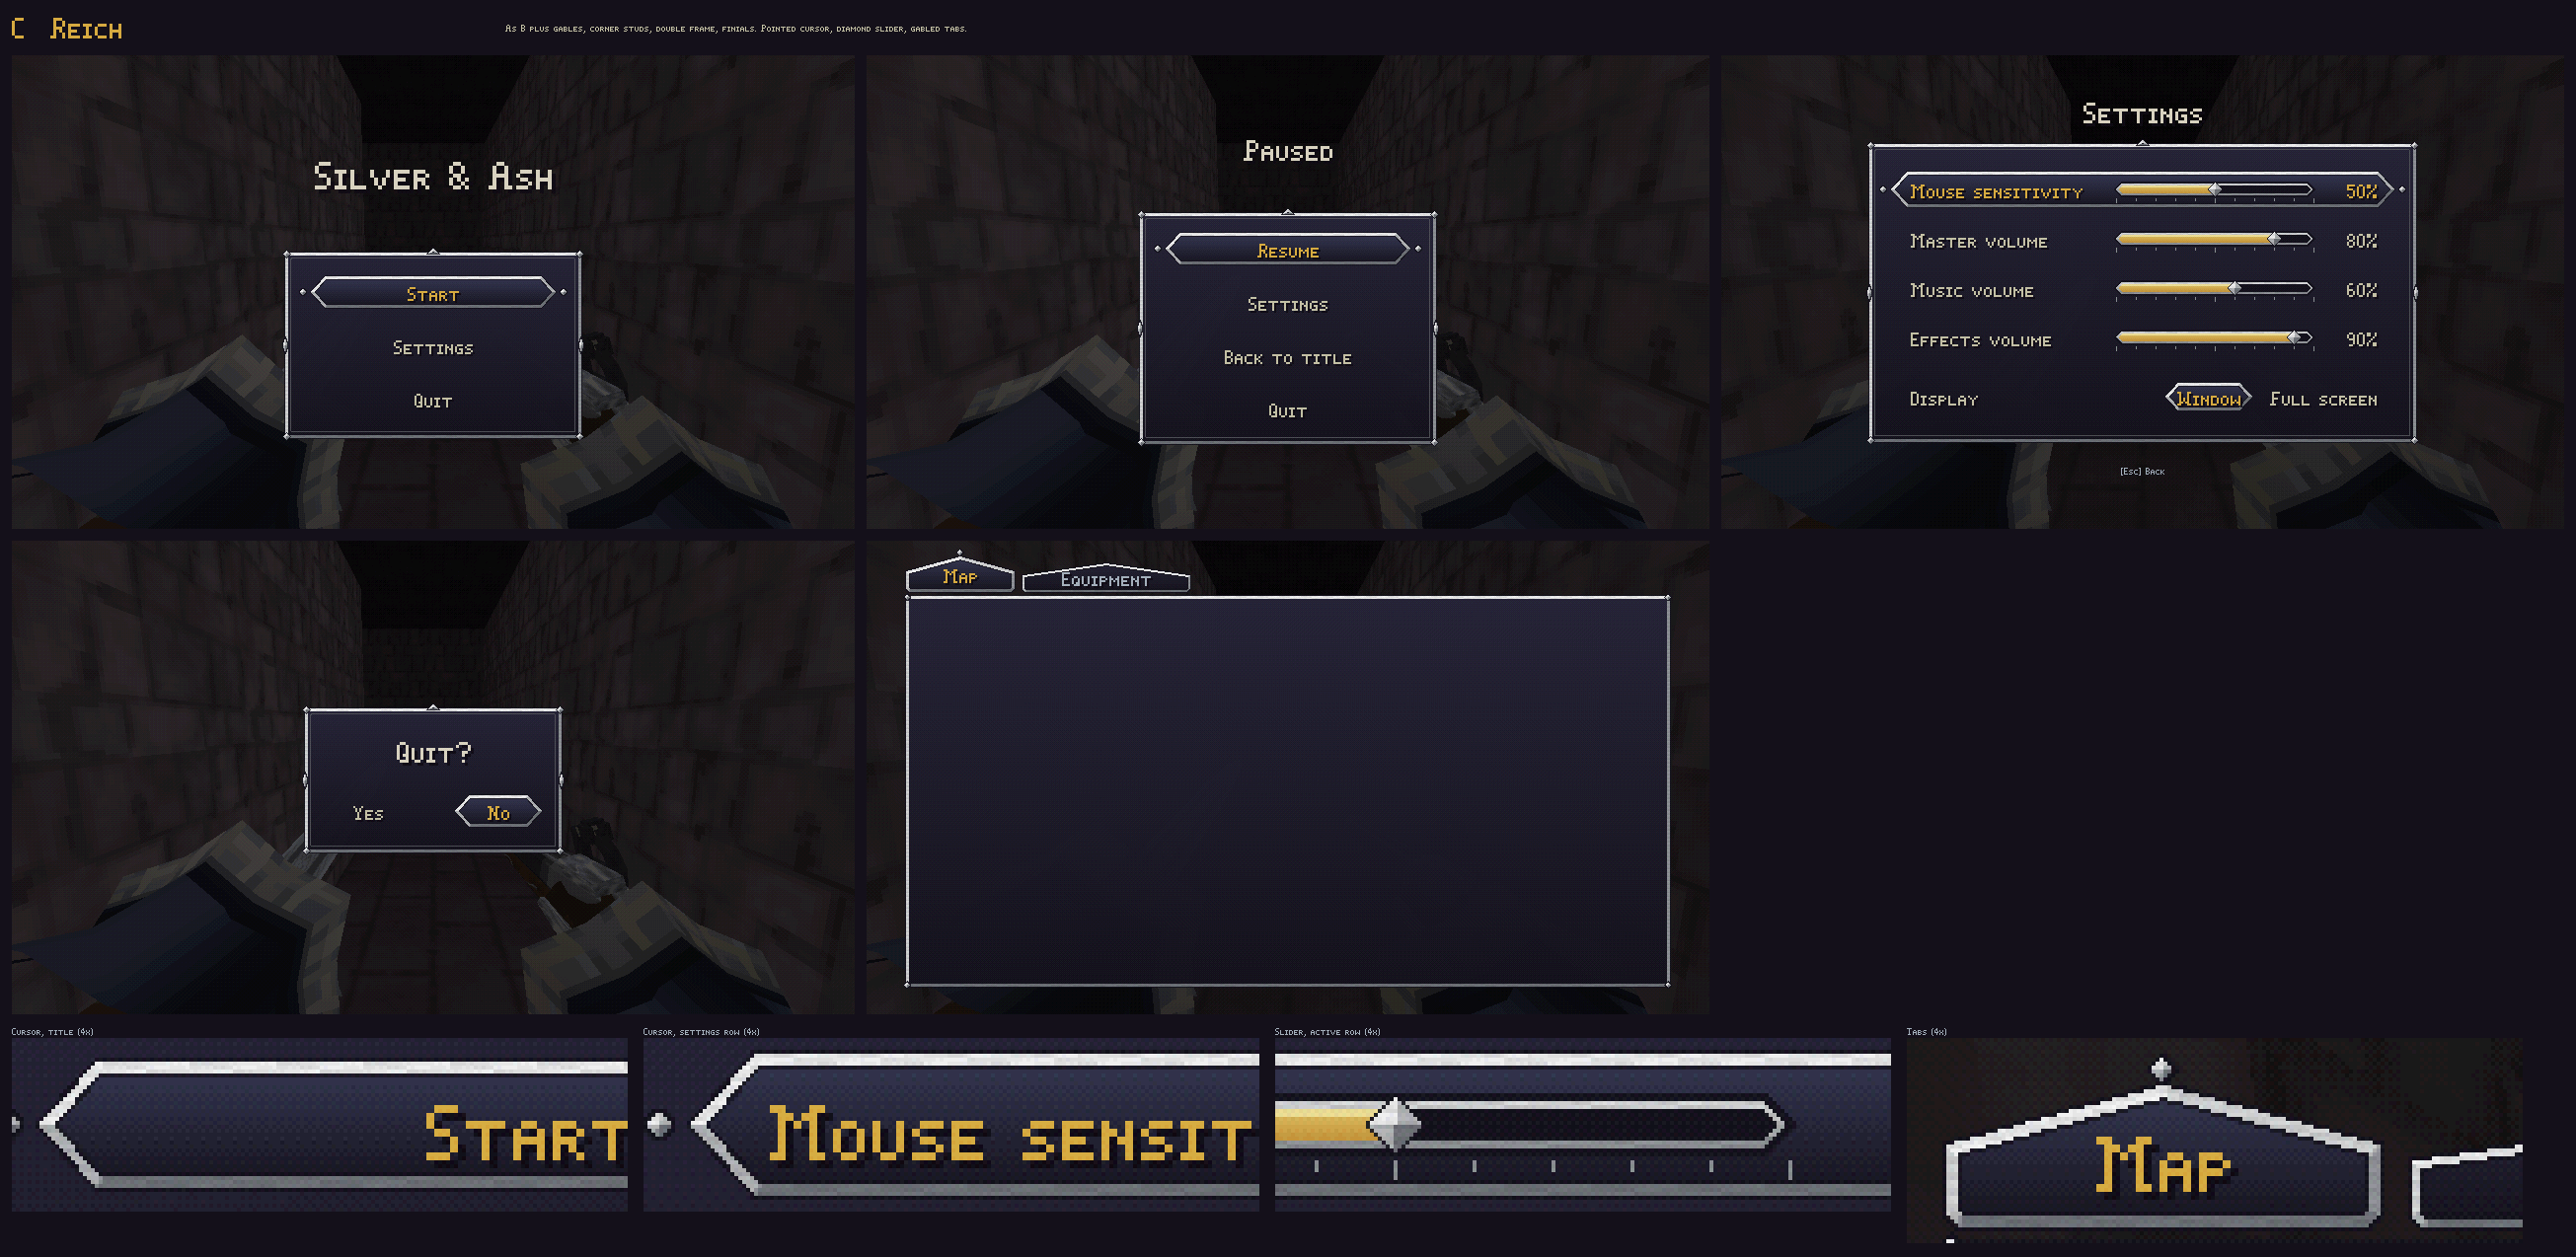 C Reich
As B plus gables, corner studs, double frame, finials. Pointed cursor, diamond slider, gabled tabs.
Silver & Ash
Start
Settings
Quit
Paused
Resume
Settings
Back to title
Quit
Settings
Mouse sensitivity 50%
Master volume 80%
Music volume 60%
Effects volume 90%
Display Window Full screen
[Esc] Back
Quit?
Yes No
Map Equipment
Cursor, title (4x)
Start
Cursor, settings row (4x)
Mouse sensit
Slider, active row (4x)
Tabs (4x)
Map